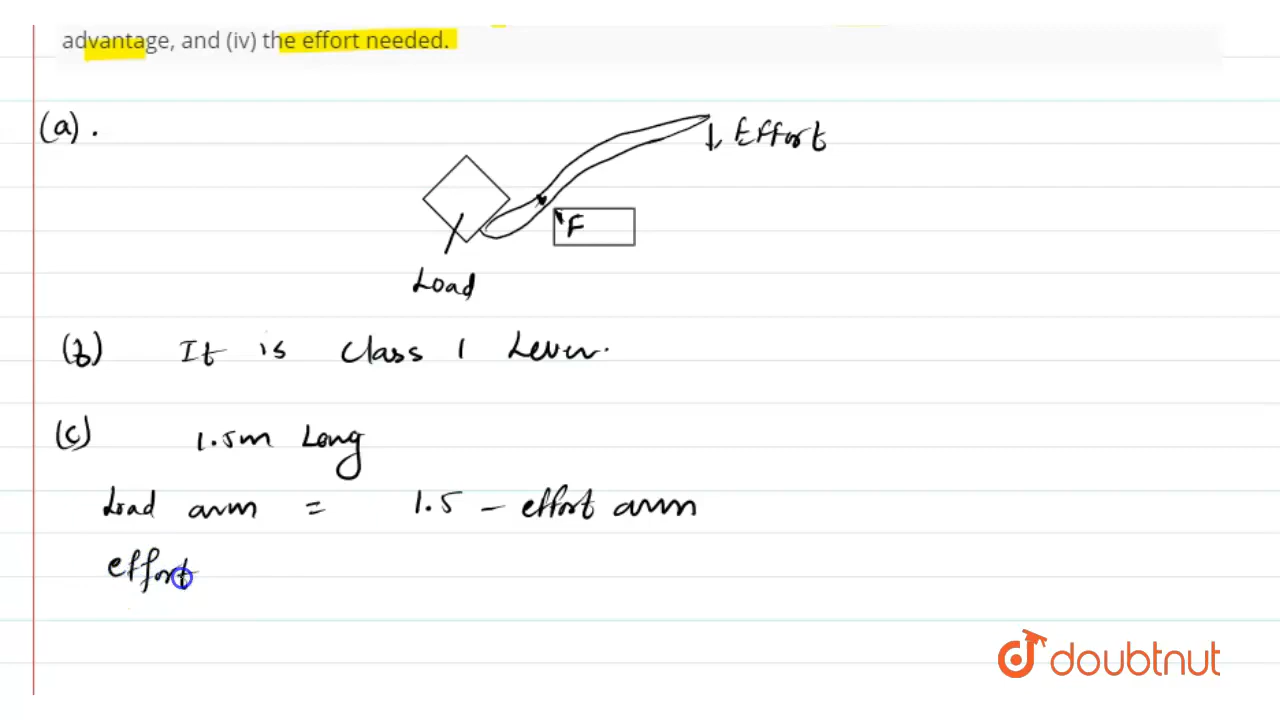 advantage, and (iv) the effort needed.
(a).
Effort
F
Load
(b) It is class 1 Lever.
(c) 1.5m Long
Load arm = 1.5 - effort arm
effort
doubtnut